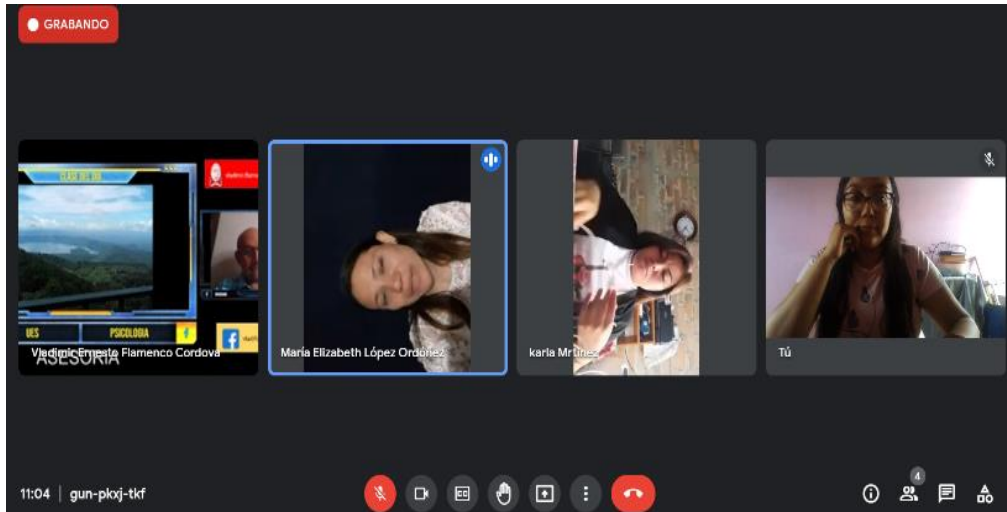 GRABANDO
CLASE DEL DIA
UES
PSICOLOGIA
Vladimir Ernesto Flamenco Cordova
ASESORIA
María Elizabeth López Ordóñez
karla Mrtinez
Tú
11:04 | gun-pkxj-tkf
4